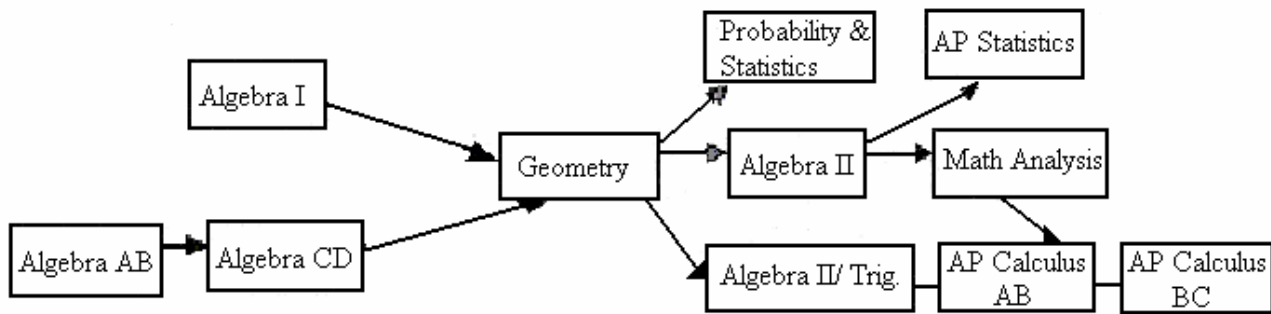 Probability &
Statistics
AP Statistics
Algebra I
Geometry
Algebra II
Math Analysis
Algebra AB
Algebra CD
Algebra II/ Trig.
AP Calculus
AB
AP Calculus
BC